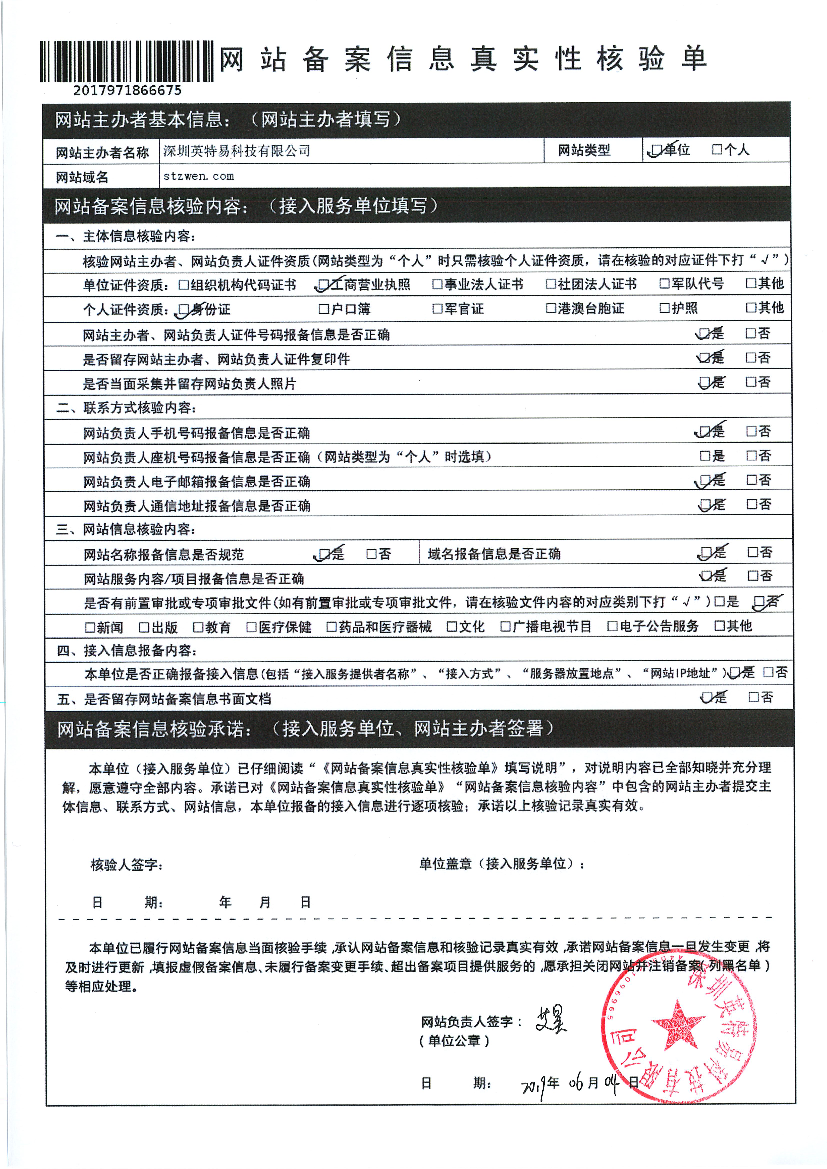 网站备案信息真实性核验单
2017971866675
网站主办者基本信息：（网站主办者填写）
网站主办者名称 深圳英特易科技有限公司 网站类型 □单位 □个人
网站域名 stzwen.com
网站备案信息核验内容：（接入服务单位填写）
一、主体信息核验内容：
核验网站主办者、网站负责人证件资质(网站类型为“个人”时只需核验个人证件资质，请在核验的对应证件下打“√”)
单位证件资质：□组织机构代码证书 □工商营业执照 □事业法人证书 □社团法人证书 □军队代号 □其他
个人证件资质：□身份证 □户口簿 □军官证 □港澳台胞证 □护照 □其他
网站主办者、网站负责人证件号码报备信息是否正确 □是 □否
是否留存网站主办者、网站负责人证件复印件 □是 □否
是否当面采集并留存网站负责人照片 □是 □否
二、联系方式核验内容：
网站负责人手机号码报备信息是否正确 □是 □否
网站负责人座机号码报备信息是否正确（网站类型为“个人”时选填） □是 □否
网站负责人电子邮箱报备信息是否正确 □是 □否
网站负责人通信地址报备信息是否正确 □是 □否
三、网站信息核验内容：
网站名称报备信息是否规范 □是 □否 域名报备信息是否正确 □是 □否
网站服务内容/项目报备信息是否正确 □是 □否
是否有前置审批或专项审批文件(如有前置审批或专项审批文件，请在核验文件内容的对应类别下打“√”)□是 □否
□新闻 □出版 □教育 □医疗保健 □药品和医疗器械 □文化 □广播电视节目 □电子公告服务 □其他
四、接入信息报备内容：
本单位是否正确报备接入信息(包括“接入服务提供者名称”、“接入方式”、“服务器放置地点”、“网站IP地址”)□是 □否
五、是否留存网站备案信息书面文档 □是 □否
网站备案信息核验承诺：（接入服务单位、网站主办者签署）
本单位（接入服务单位）已仔细阅读“《网站备案信息真实性核验单》填写说明”，对说明内容已全部知晓并充分理
解，愿意遵守全部内容。承诺已对《网站备案信息真实性核验单》“网站备案信息核验内容”中包含的网站主办者提交主
体信息、联系方式、网站信息，本单位报备的接入信息进行逐项核验；承诺以上核验记录真实有效。
核验人签字： 单位盖章（接入服务单位）：
日 期： 年 月 日
本单位已履行网站备案信息当面核验手续,承认网站备案信息和核验记录真实有效,承诺网站备案信息一旦发生变更,将
及时进行更新,填报虚假备案信息、未履行备案变更手续、超出备案项目提供服务的,愿承担关闭网站并注销备案(列黑名单)
等相应处理。
网站负责人签字：
（单位公章）
日 期： 2019年 06月 04日
深圳英特易科技有限公司